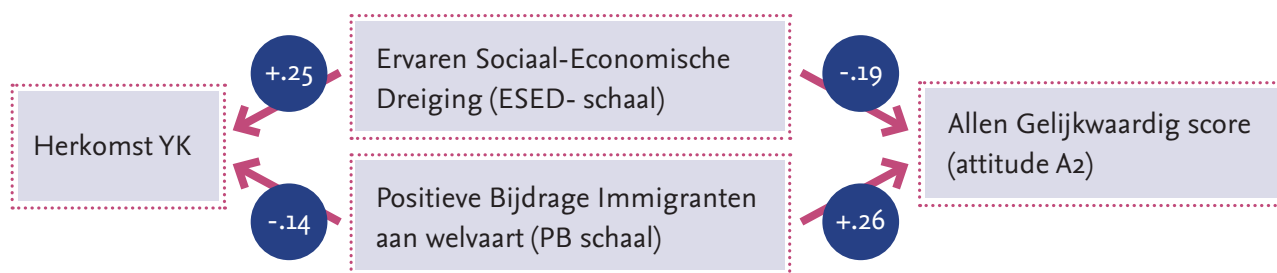 Herkomst YK
+.25
Ervaren Sociaal-Economische
Dreiging (ESED- schaal)
-.19
-.14
Positieve Bijdrage Immigranten
aan welvaart (PB schaal)
+.26
Allen Gelijkwaardig score
(attitude A2)